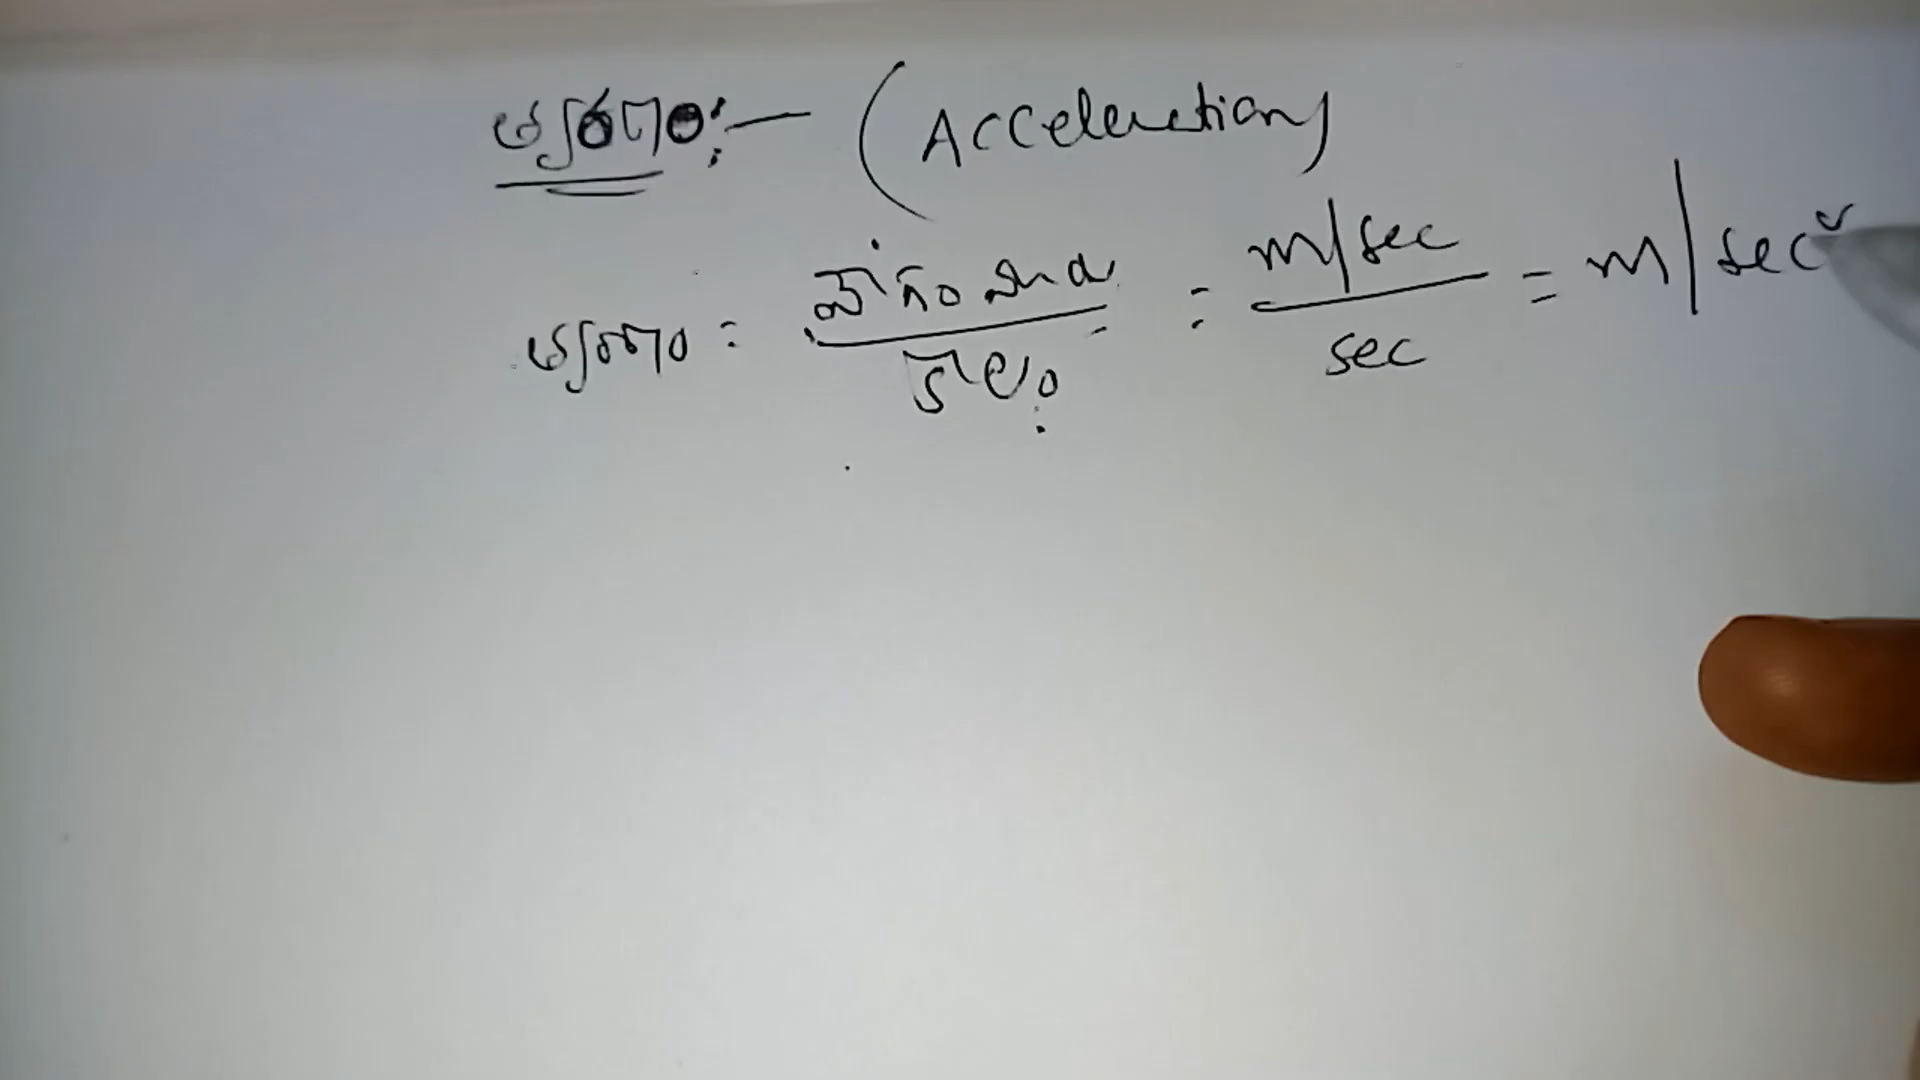 త్వరణం:- (Acceleration)
త్వరణం = వేగం / కాలం = m/sec / sec = m/sec²